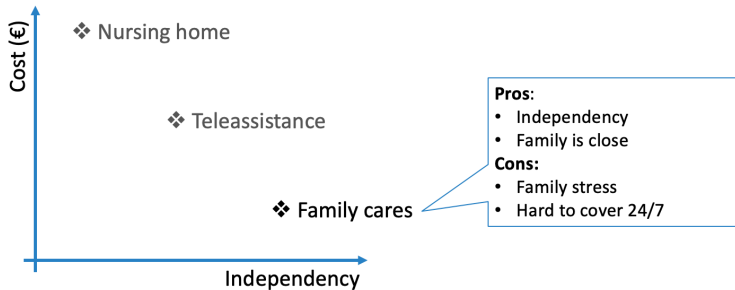 Cost (€)
❖ Nursing home
❖ Teleassistance
❖ Family cares
Pros:
• Independency
• Family is close
Cons:
• Family stress
• Hard to cover 24/7
Independency